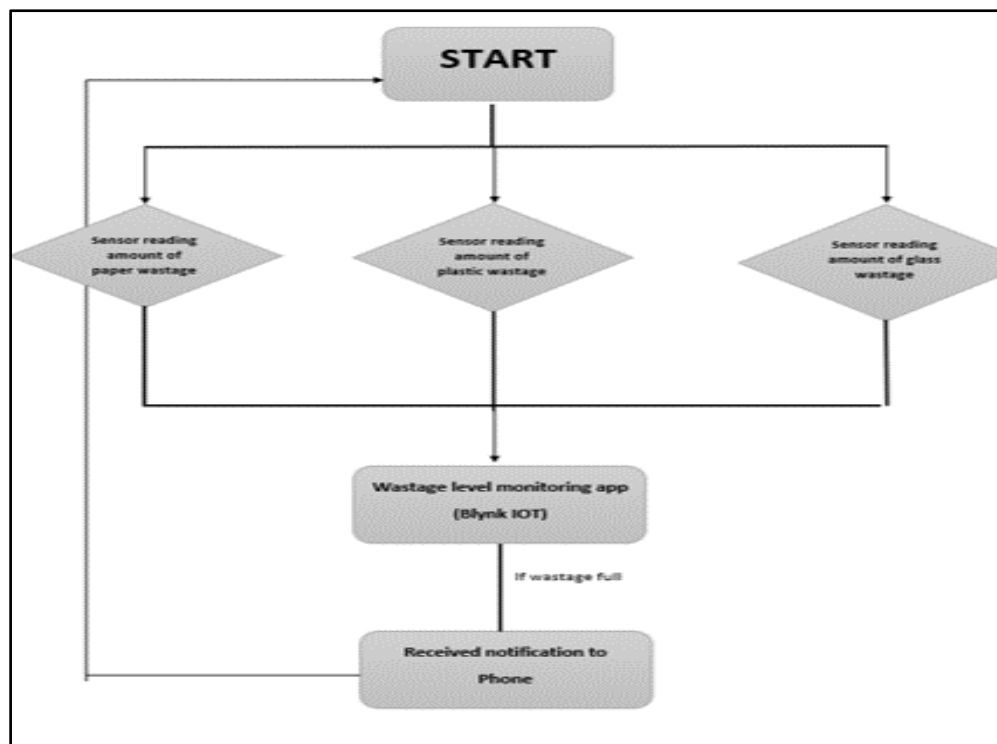 START
Sensor reading
amount of
paper wastage
Sensor reading
amount of
plastic wastage
Sensor reading
amount of glass
wastage
Wastage level monitoring app
(Blynk IOT)
If wastage full
Received notification to
Phone